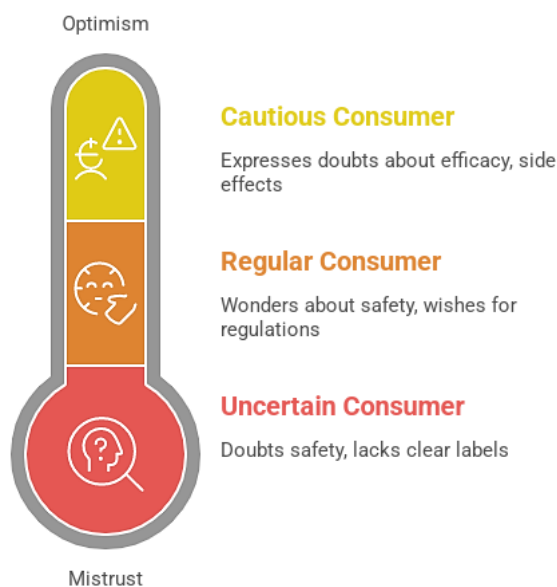 Optimism
Cautious Consumer
Expresses doubts about efficacy, side
effects
Regular Consumer
Wonders about safety, wishes for
regulations
Uncertain Consumer
Doubts safety, lacks clear labels
Mistrust